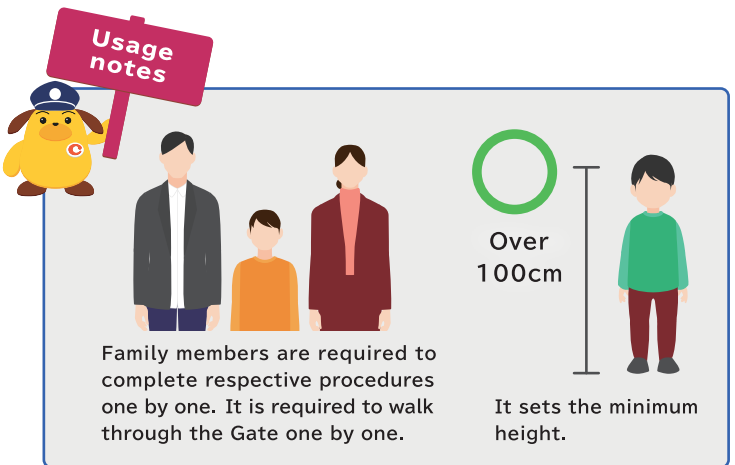 Usage
notes
Family members are required to
complete respective procedures
one by one. It is required to walk
through the Gate one by one.
Over
100cm
It sets the minimum
height.